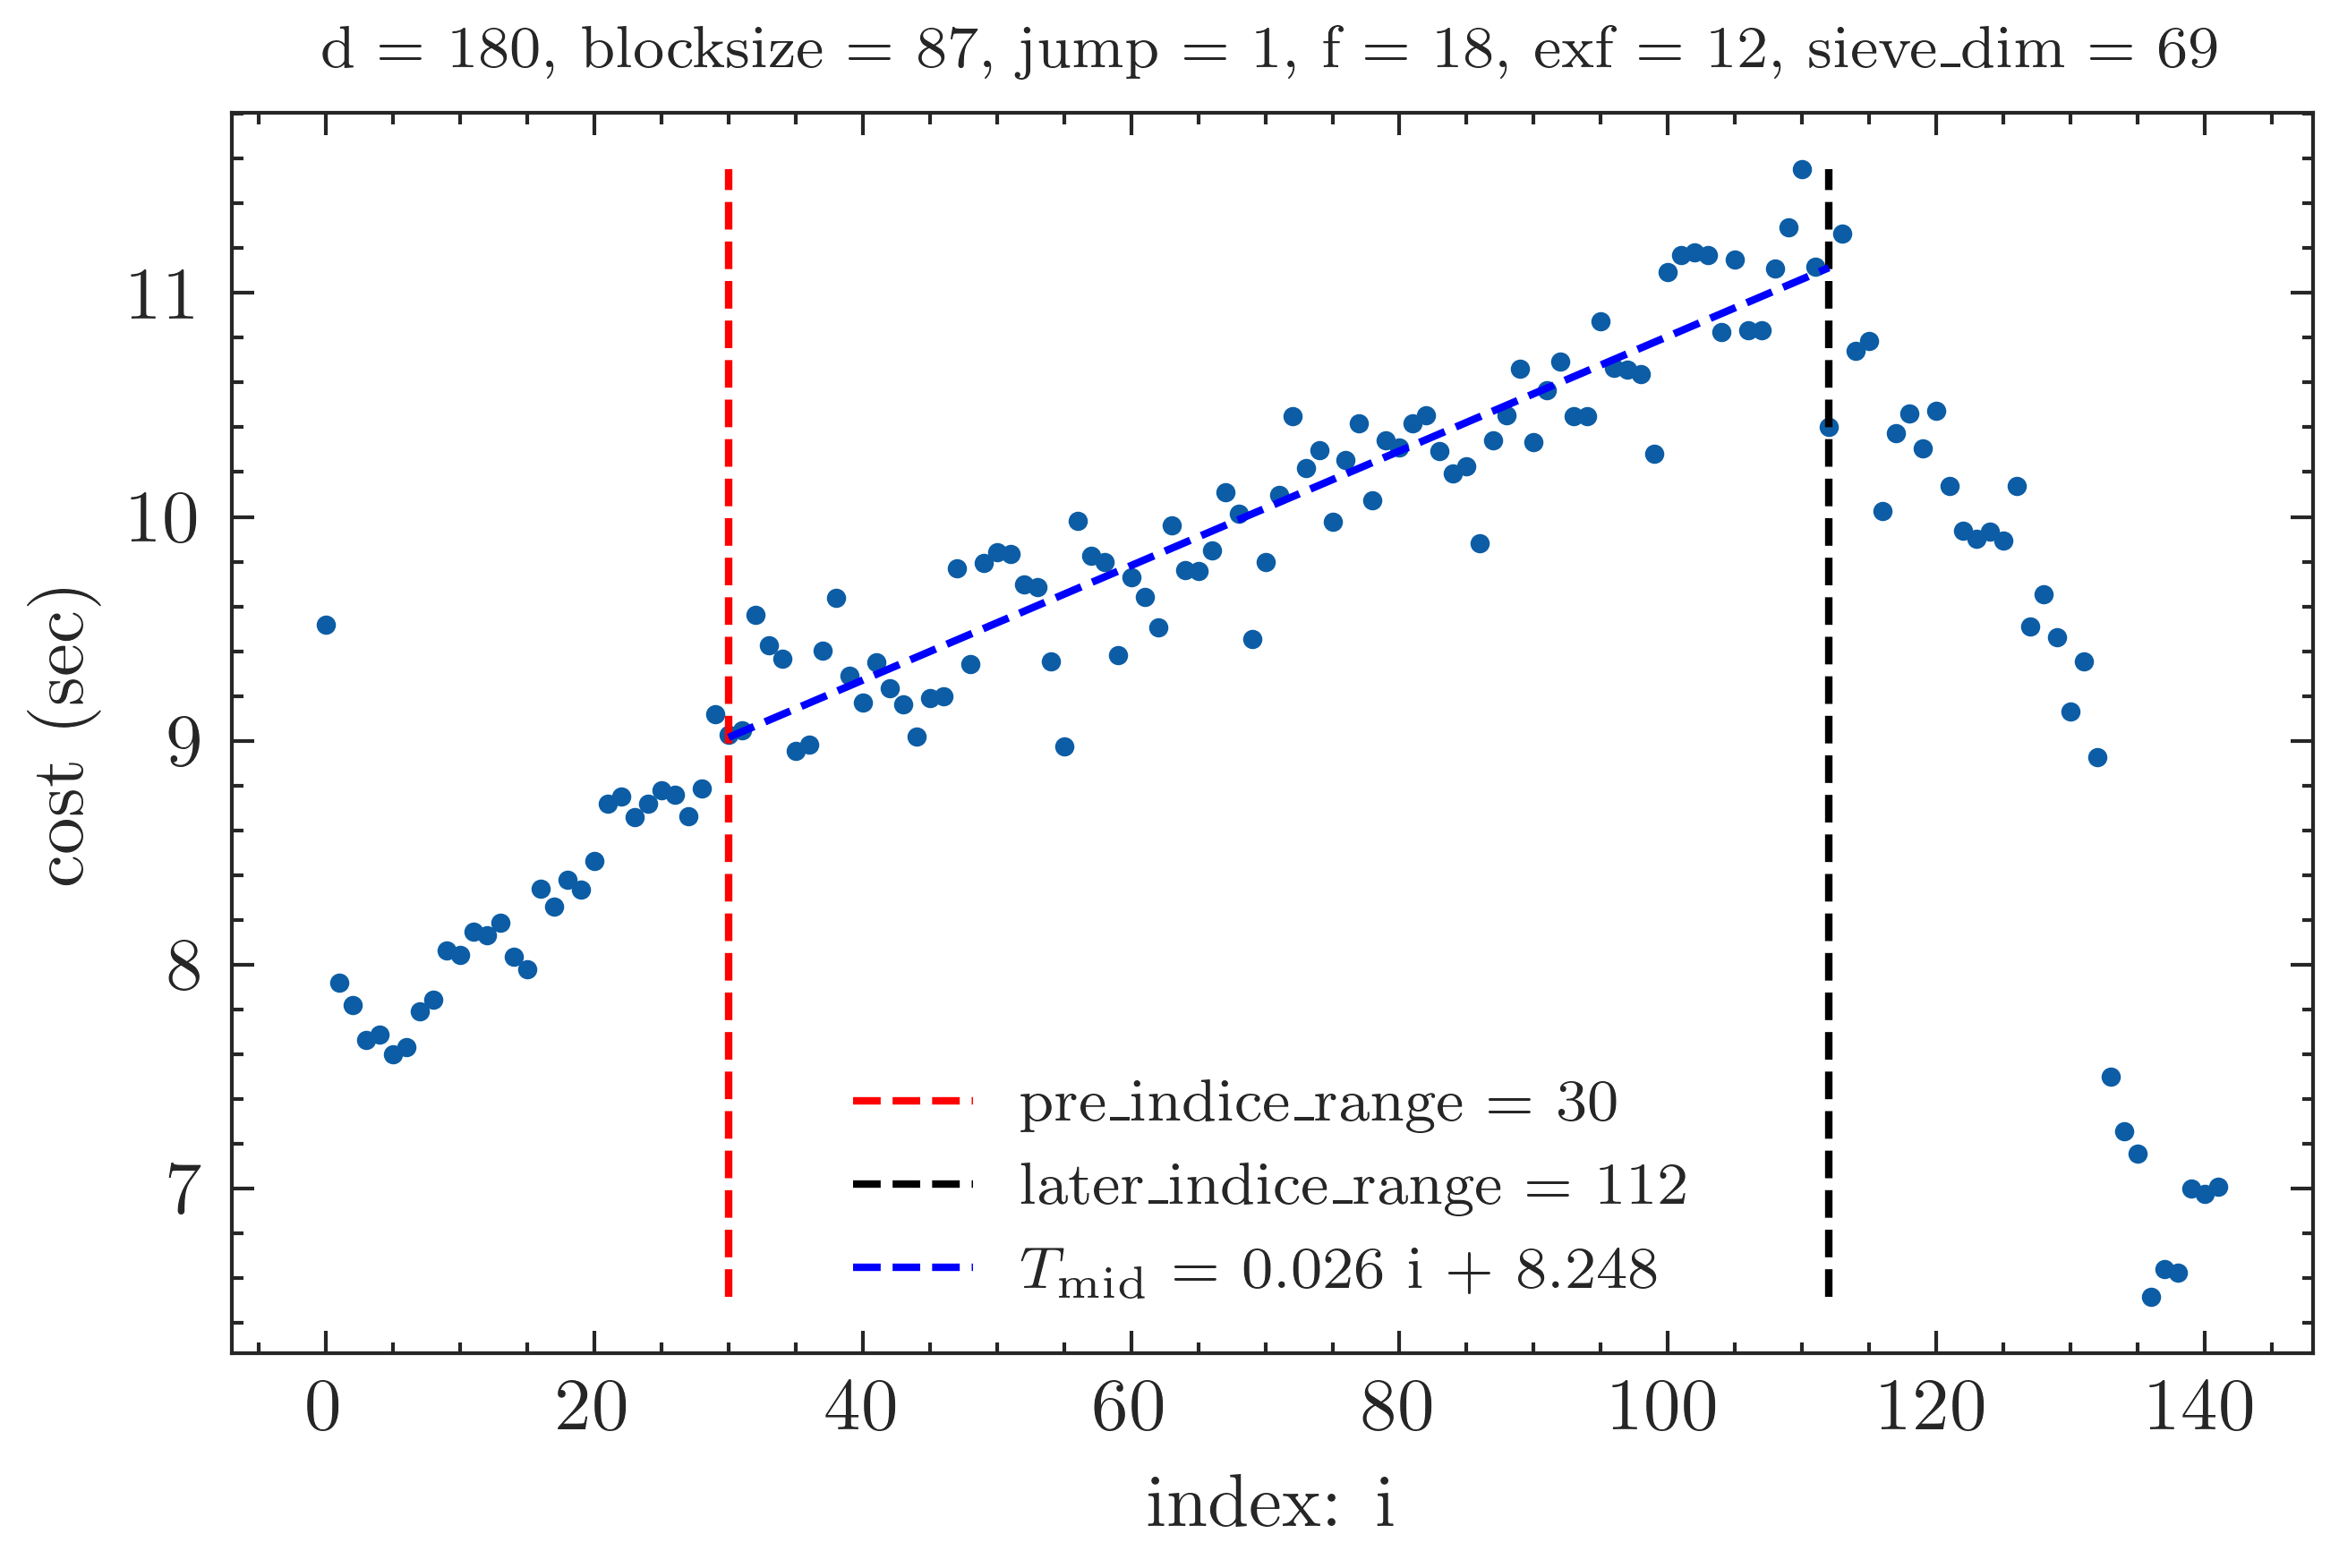 d = 180, blocksize = 87, jump = 1, f = 18, exf = 12, sieve_dim = 69
11
10
9
8
7
cost (sec)
pre_indice_range = 30
later_indice_range = 112
T_mid = 0.026 i + 8.248
0 20 40 60 80 100 120 140
index: i